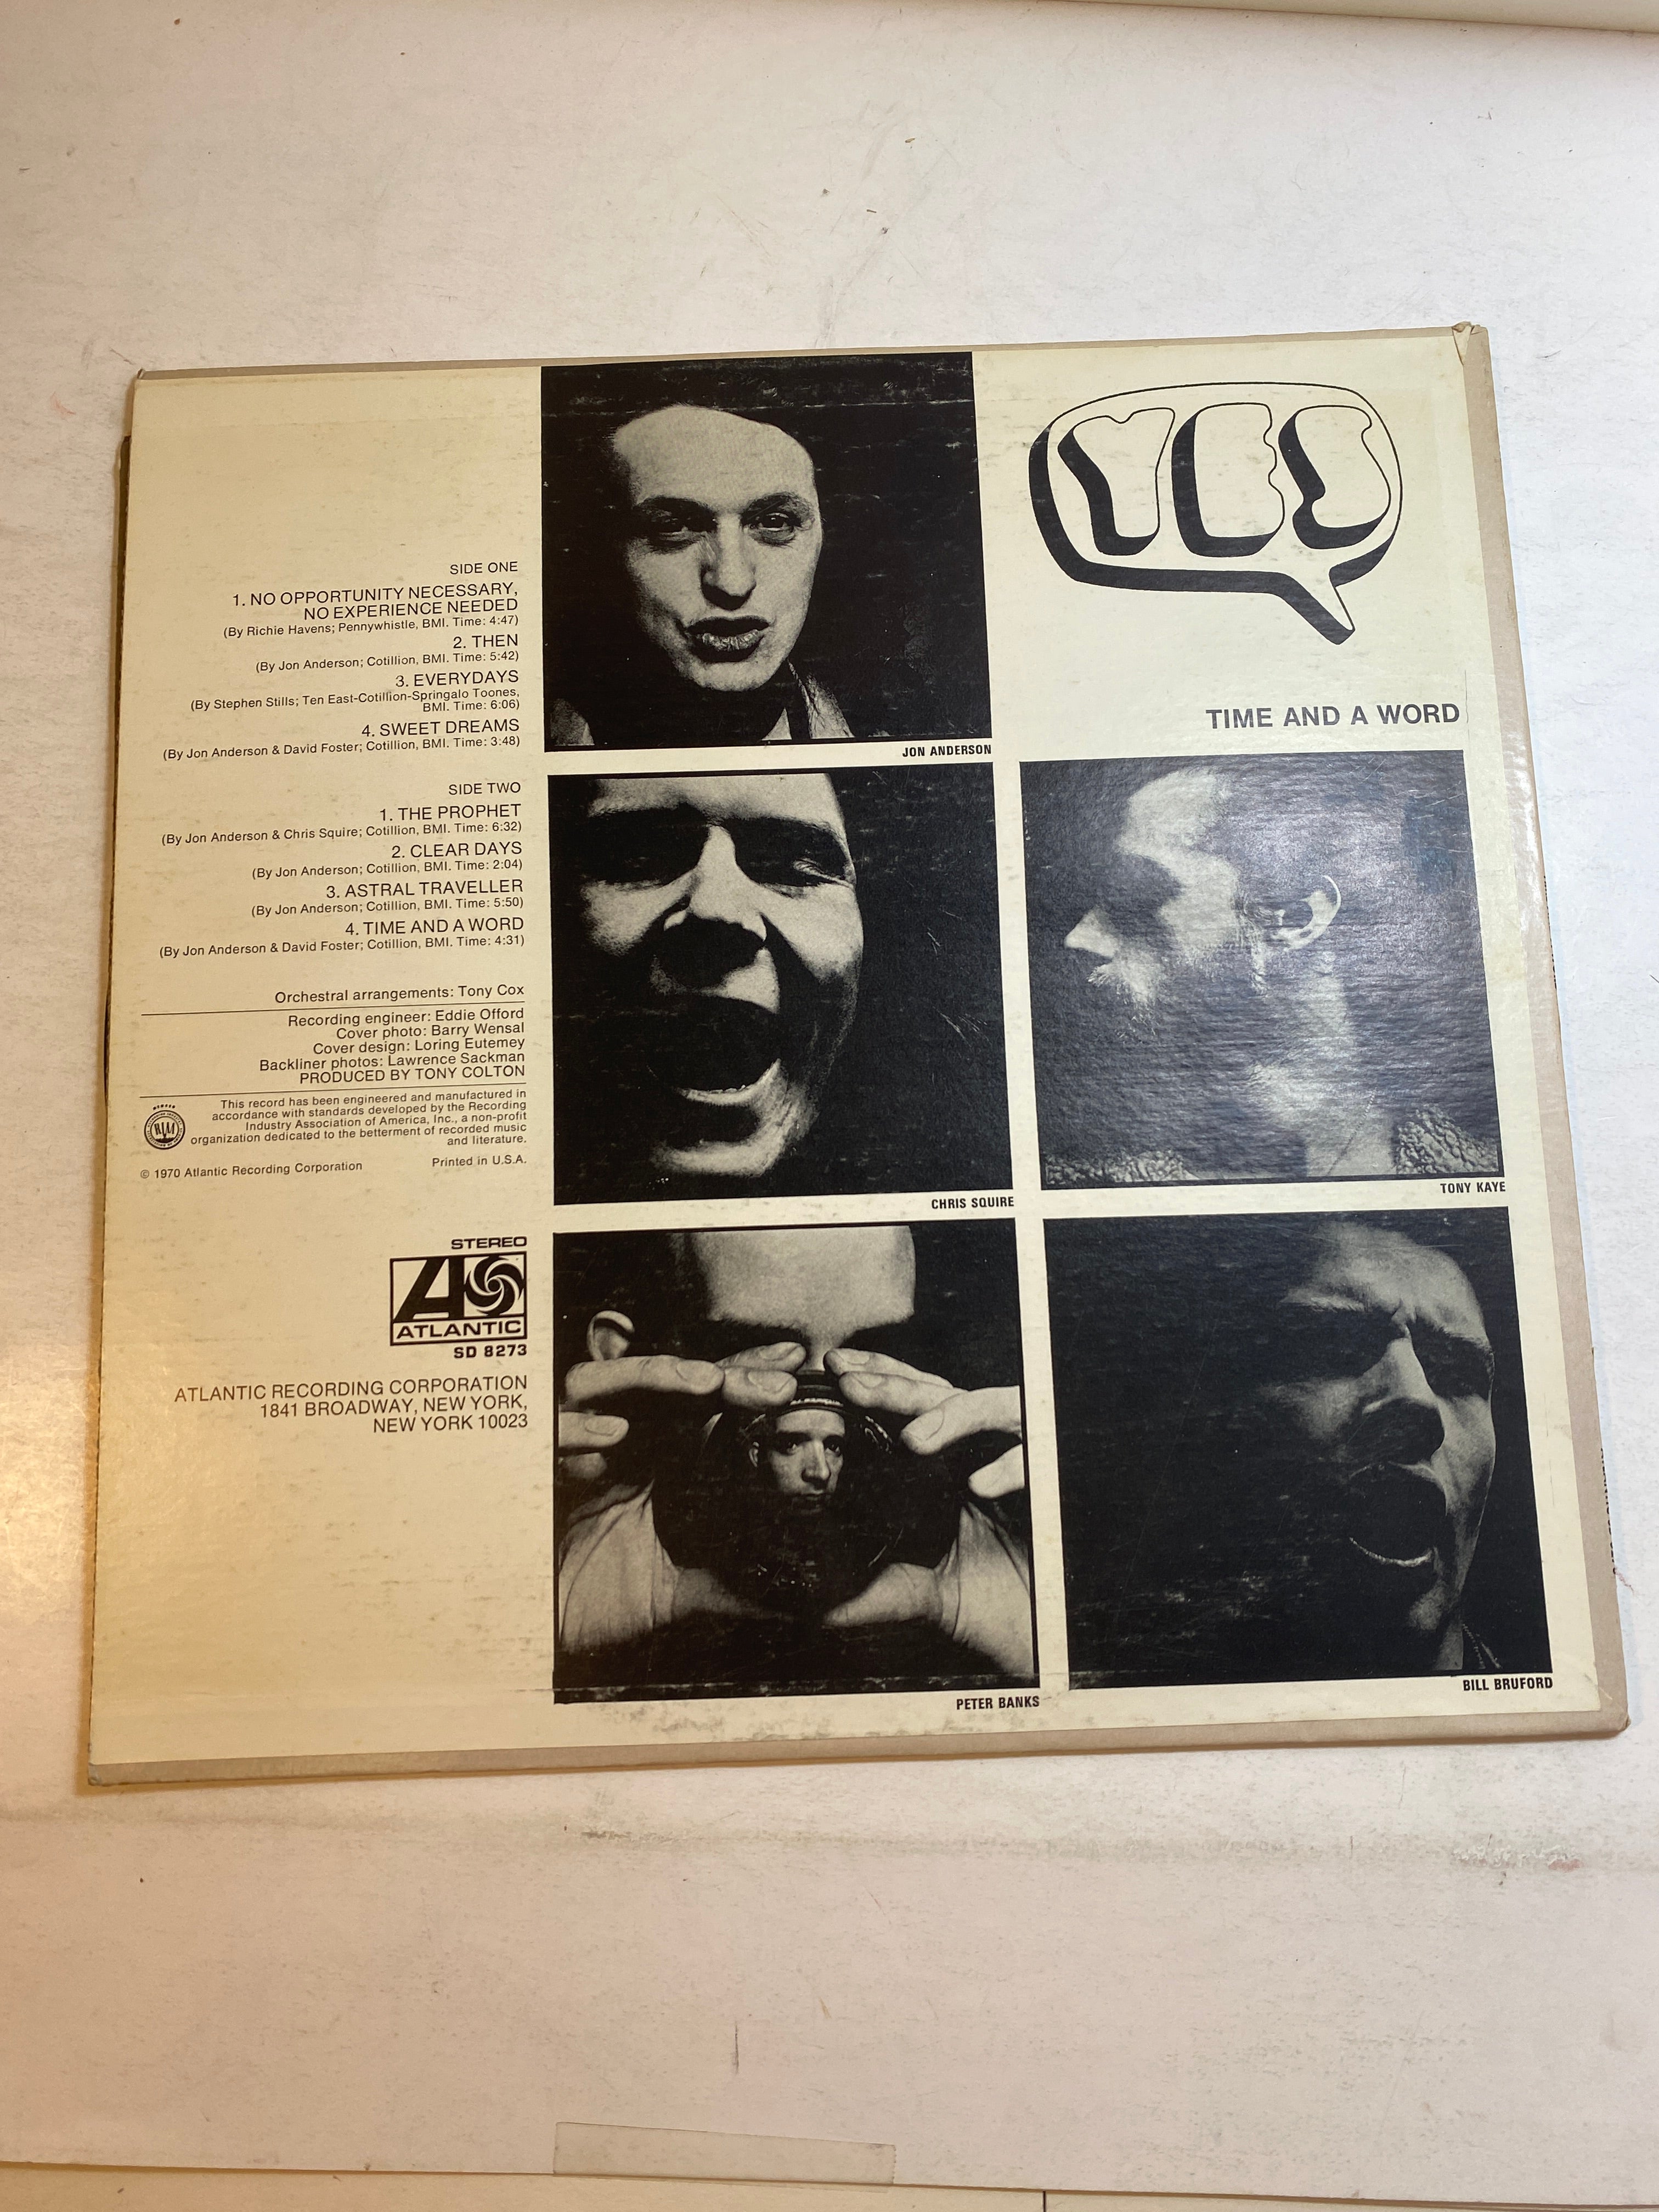 SIDE ONE
1. NO OPPORTUNITY NECESSARY,
NO EXPERIENCE NEEDED
(By Richie Havens; Pennywhistle, BMI. Time: 4:47)
2. THEN
(By Jon Anderson; Cotillion, BMI. Time: 5:42)
3. EVERYDAYS
(By Stephen Stills; Ten East-Cotillion-Springalo Toones,
BMI. Time: 6:06)
4. SWEET DREAMS
(By Jon Anderson & David Foster; Cotillion, BMI. Time: 3:48)
SIDE TWO
1. THE PROPHET
(By Jon Anderson & Chris Squire; Cotillion, BMI. Time: 6:32)
2. CLEAR DAYS
(By Jon Anderson; Cotillion, BMI. Time: 2:04)
3. ASTRAL TRAVELLER
(By Jon Anderson; Cotillion, BMI. Time: 5:50)
4. TIME AND A WORD
(By Jon Anderson & David Foster; Cotillion, BMI. Time: 4:31)
Orchestral arrangements: Tony Cox
Recording engineer: Eddie Offord
Cover photo: Barry Wensal
Cover design: Loring Eutemey
Backliner photos: Lawrence Sackman
PRODUCED BY TONY COLTON
This record has been engineered and manufactured in
accordance with standards developed by the Recording
Industry Association of America, Inc., a non-profit
organization dedicated to the betterment of recorded music
and literature.
RIAA
© 1970 Atlantic Recording Corporation
Printed in U.S.A.
STEREO
A
ATLANTIC
SD 8273
ATLANTIC RECORDING CORPORATION
1841 BROADWAY, NEW YORK,
NEW YORK 10023
YES
TIME AND A WORD
JON ANDERSON
CHRIS SQUIRE
TONY KAYE
PETER BANKS
BILL BRUFORD